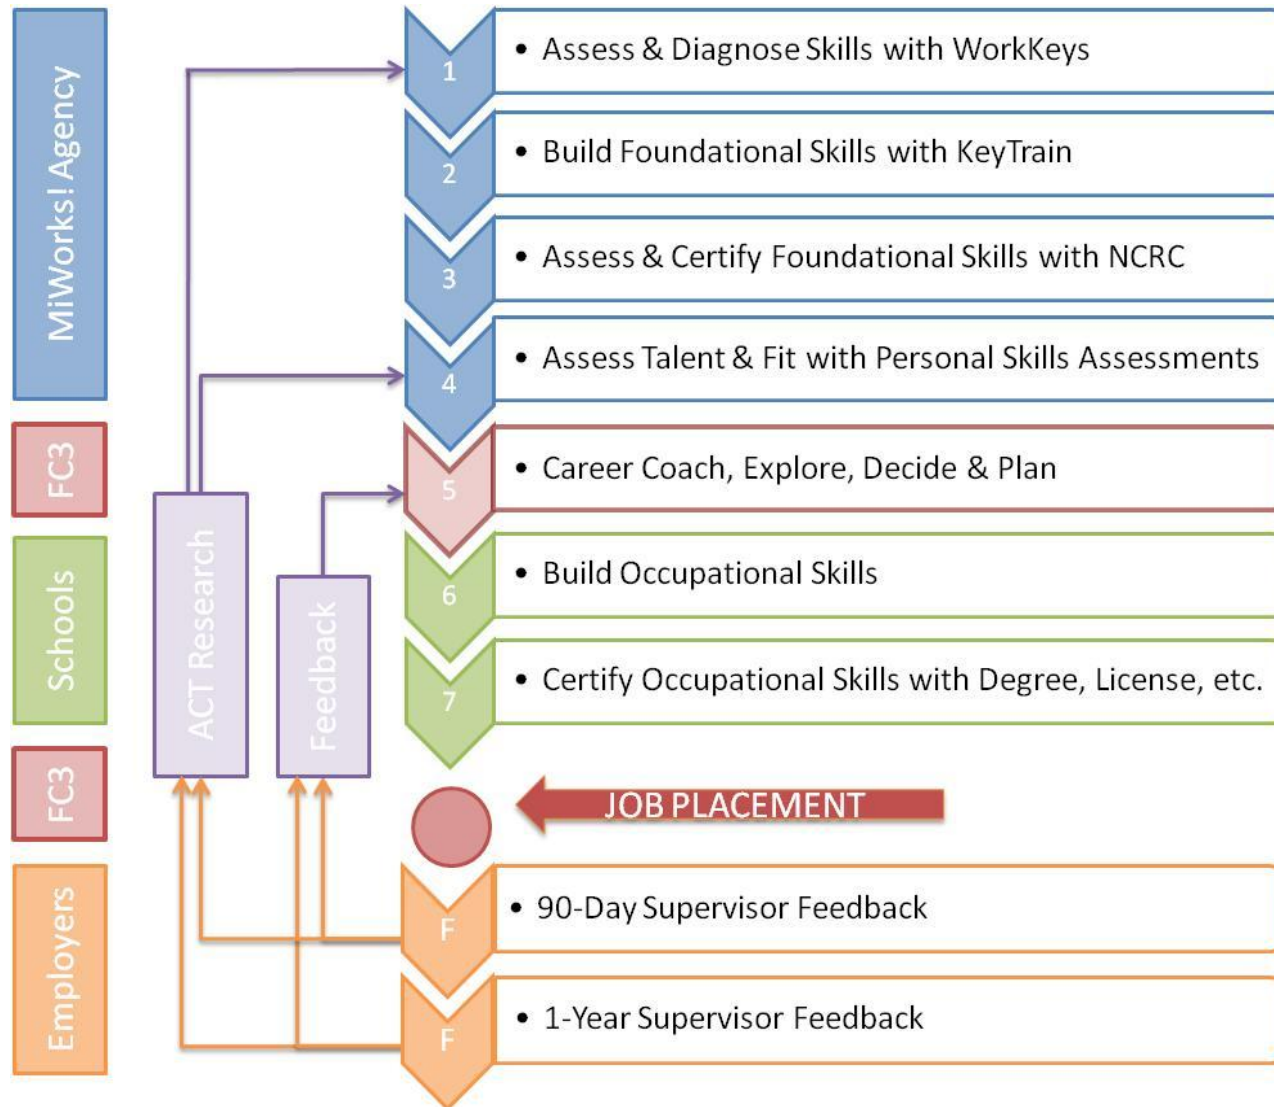 MiWorks! Agency
1
• Assess & Diagnose Skills with WorkKeys
2
• Build Foundational Skills with KeyTrain
3
• Assess & Certify Foundational Skills with NCRC
4
• Assess Talent & Fit with Personal Skills Assessments
FC3
5
• Career Coach, Explore, Decide & Plan
ACT Research
Feedback
Schools
6
• Build Occupational Skills
7
• Certify Occupational Skills with Degree, License, etc.
FC3
JOB PLACEMENT
Employers
F
• 90-Day Supervisor Feedback
F
• 1-Year Supervisor Feedback